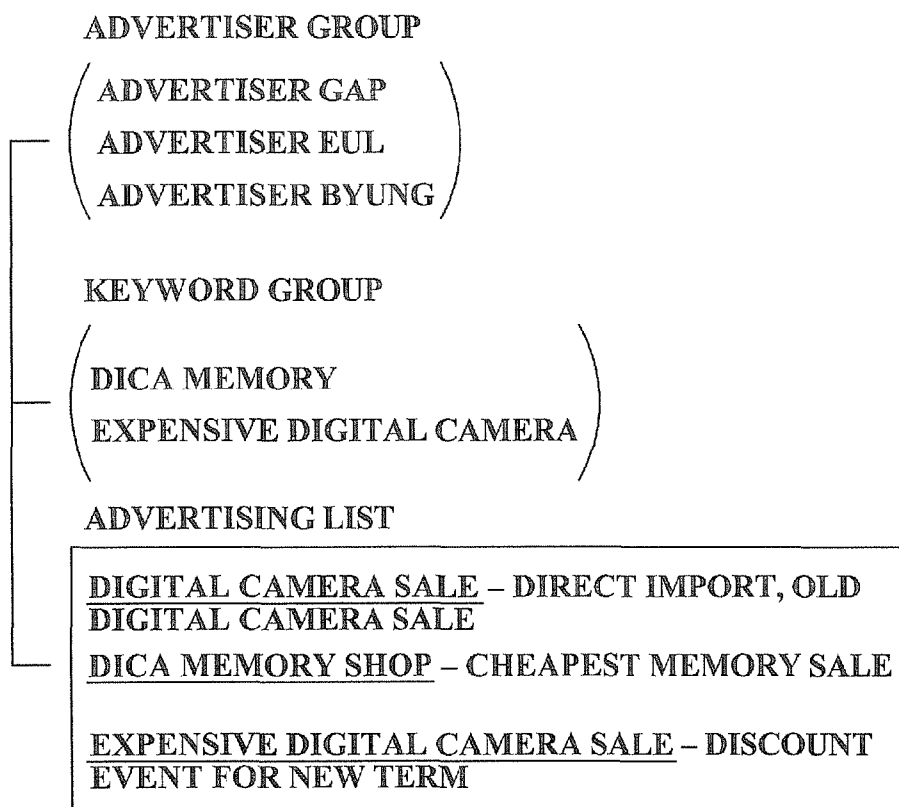 ADVERTISER GROUP
ADVERTISER GAP
ADVERTISER EUL
ADVERTISER BYUNG
KEYWORD GROUP
DICA MEMORY
EXPENSIVE DIGITAL CAMERA
ADVERTISING LIST
DIGITAL CAMERA SALE – DIRECT IMPORT, OLD
DIGITAL CAMERA SALE
DICA MEMORY SHOP – CHEAPEST MEMORY SALE
EXPENSIVE DIGITAL CAMERA SALE – DISCOUNT
EVENT FOR NEW TERM